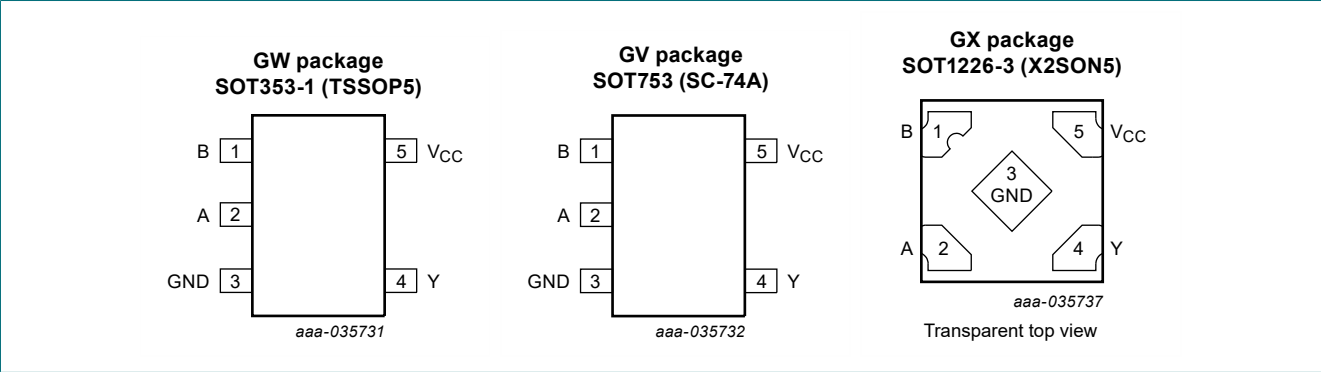 GW package
SOT353-1 (TSSOP5)
B 1
5 VCC
A 2
GND 3
4 Y
aaa-035731
GV package
SOT753 (SC-74A)
B 1
5 VCC
A 2
GND 3
4 Y
aaa-035732
GX package
SOT1226-3 (X2SON5)
B 1
5 VCC
3
GND
A 2
4 Y
aaa-035737
Transparent top view